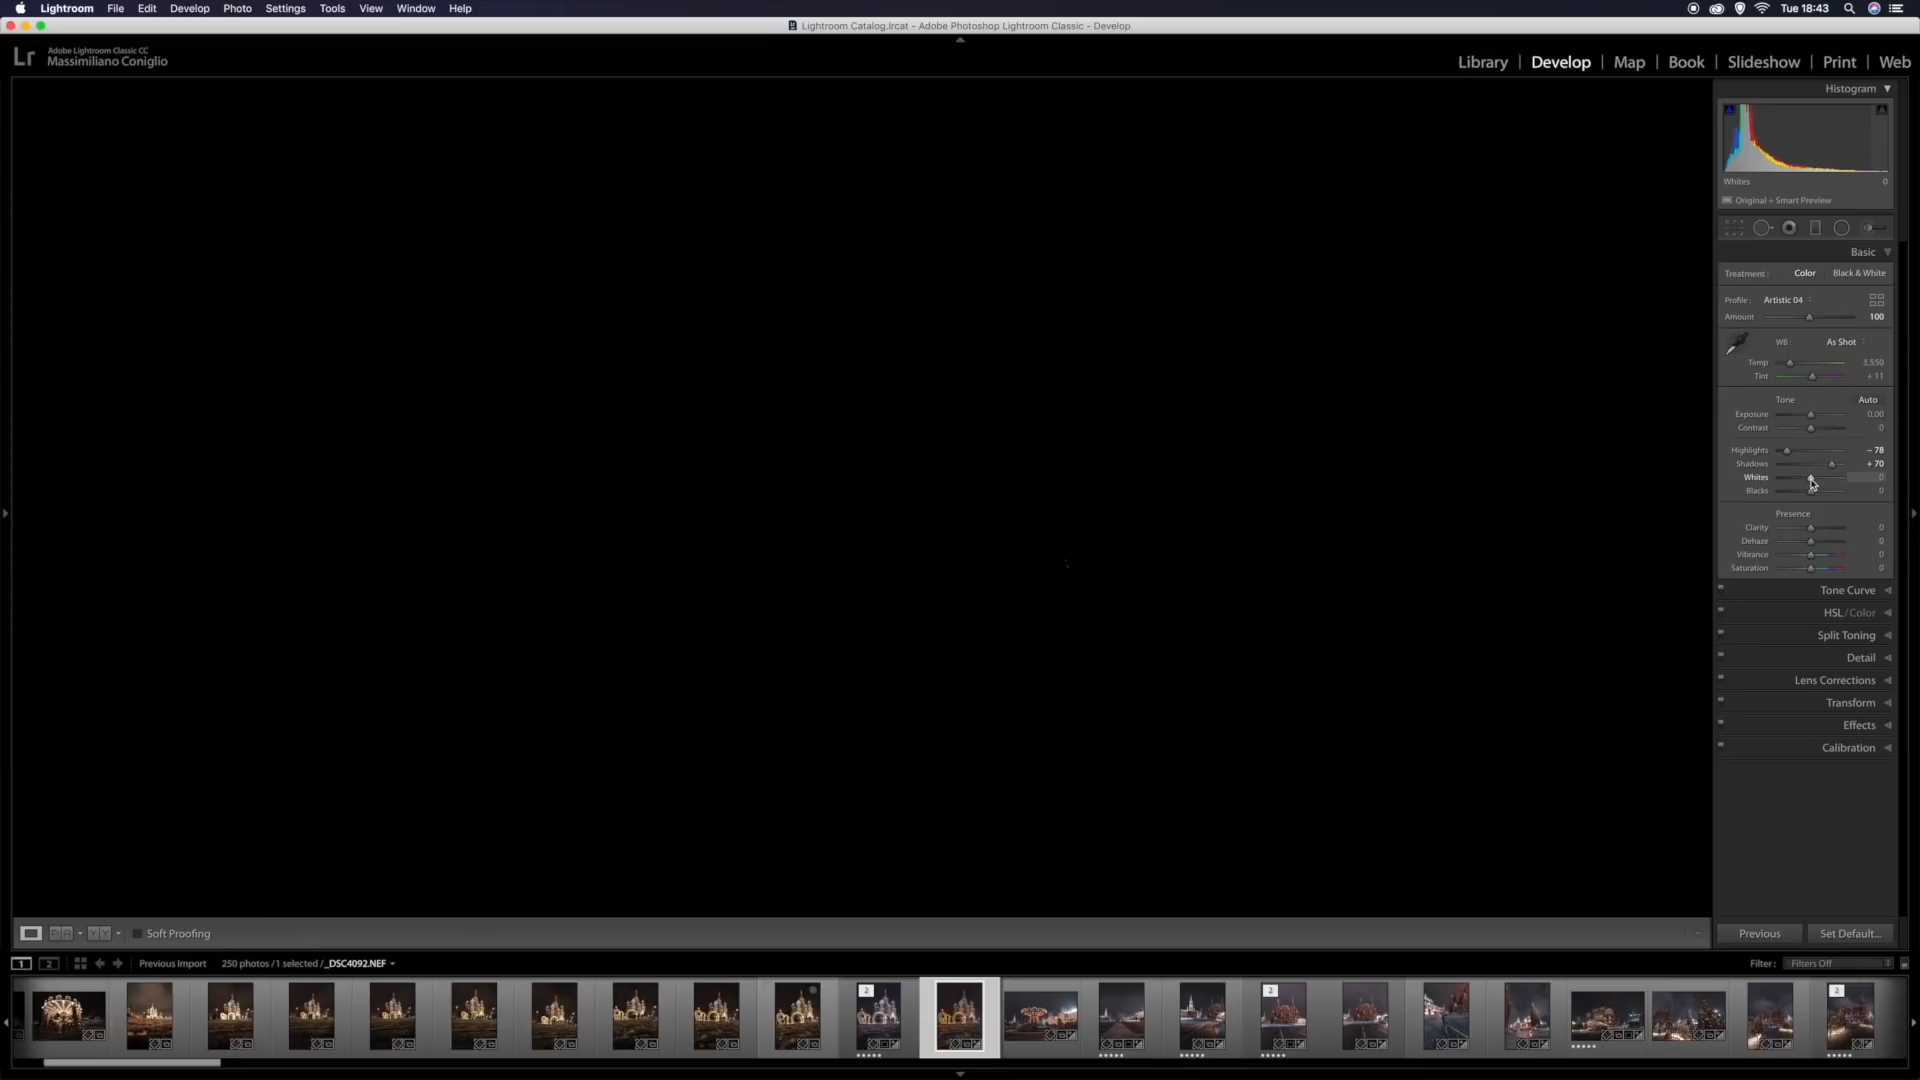 Lightroom File Edit Develop Photo Settings Tools View Window Help Tue 18:43
Lightroom Catalog.lrcat - Adobe Photoshop Lightroom Classic - Develop
Lr Adobe Lightroom Classic CC
Massimiliano Coniglio
Library | Develop | Map | Book | Slideshow | Print | Web
Histogram
Whites 0
Original + Smart Preview
Basic
Treatment : Color Black & White
Profile : Artistic 04
Amount 100
WB : As Shot
Temp 3.550
Tint + 11
Tone Auto
Exposure 0,00
Contrast 0
Highlights – 78
Shadows + 70
Whites 0
Blacks 0
Presence
Clarity 0
Dehaze 0
Vibrance 0
Saturation 0
Tone Curve
HSL / Color
Split Toning
Detail
Lens Corrections
Transform
Effects
Calibration
Soft Proofing
Previous Set Default...
1 2 Previous Import 250 photos / 1 selected / _DSC4092.NEF Filter : Filters Off
2 2 2